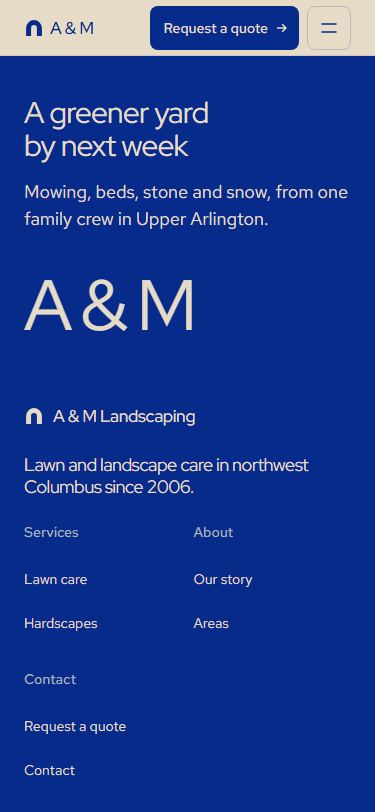 A & M
Request a quote →
A greener yard
by next week
Mowing, beds, stone and snow, from one
family crew in Upper Arlington.
A & M
A & M Landscaping
Lawn and landscape care in northwest
Columbus since 2006.
Services
About
Lawn care
Our story
Hardscapes
Areas
Contact
Request a quote
Contact